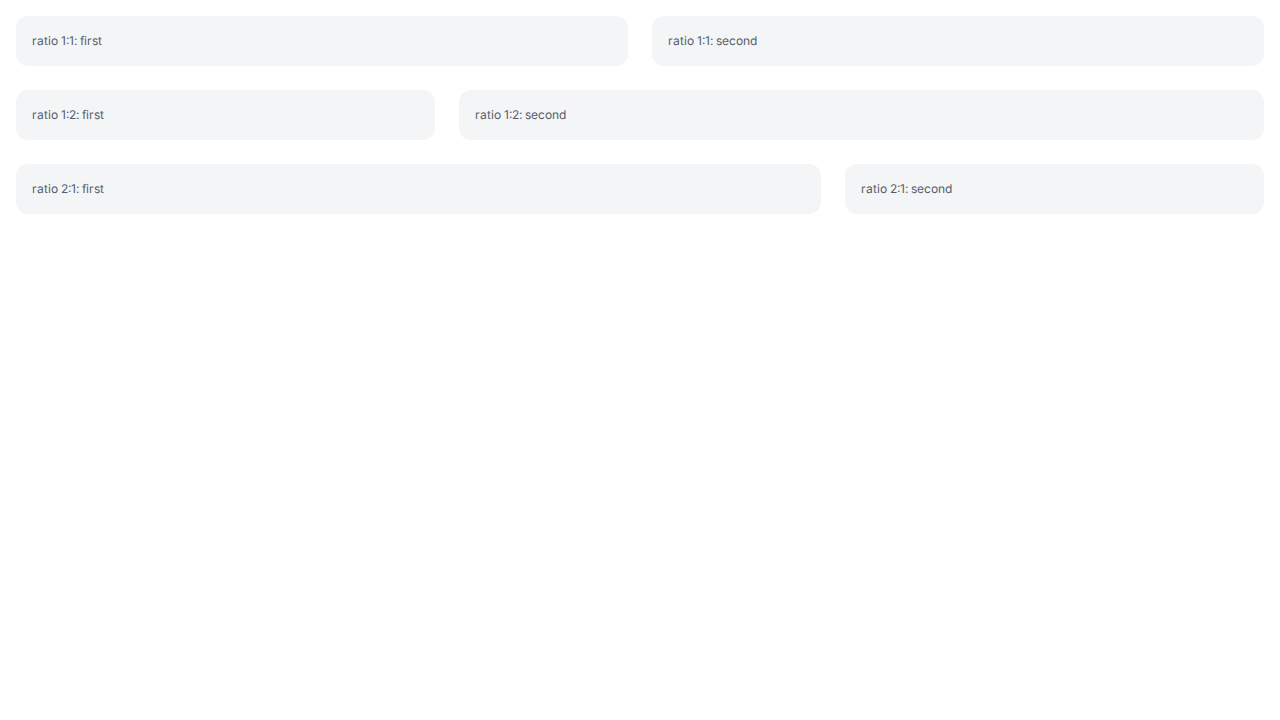 ratio 1:1: first
ratio 1:1: second
ratio 1:2: first
ratio 1:2: second
ratio 2:1: first
ratio 2:1: second